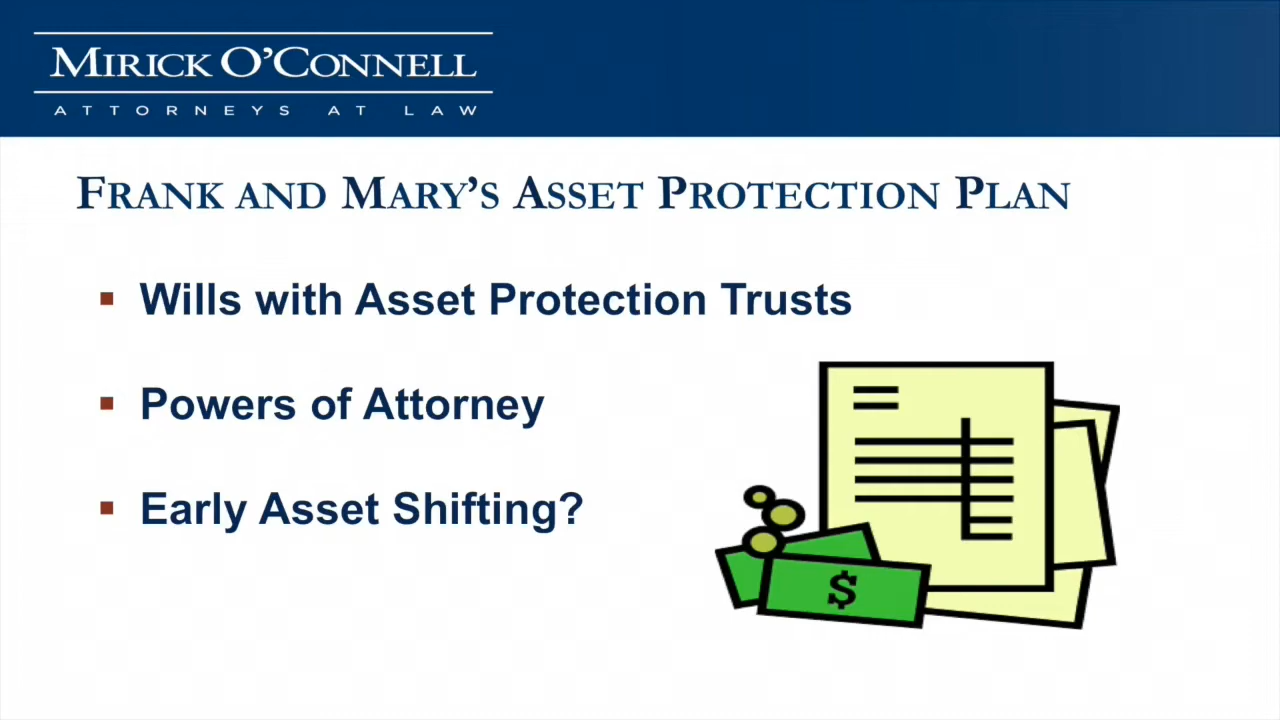 MIRICK O'CONNELL
ATTORNEYS AT LAW
FRANK AND MARY'S ASSET PROTECTION PLAN
▪ Wills with Asset Protection Trusts
▪ Powers of Attorney
▪ Early Asset Shifting?
$